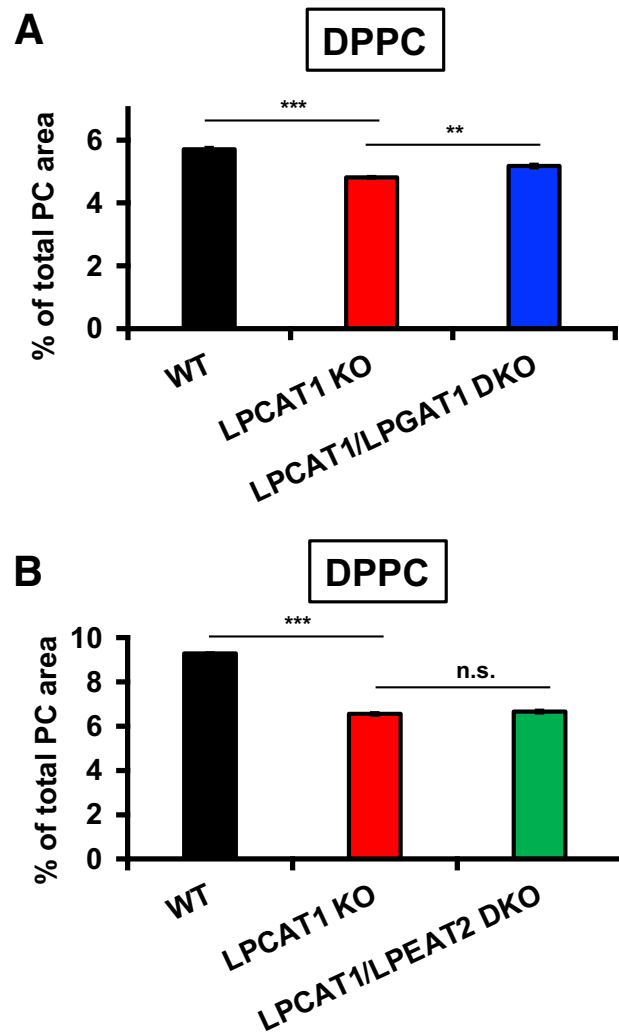 A
DPPC
% of total PC area
6
4
2
0
***
**
WT
LPCAT1 KO
LPCAT1/LPGAT1 DKO
B
DPPC
% of total PC area
10
8
6
4
2
0
***
n.s.
WT
LPCAT1 KO
LPCAT1/LPEAT2 DKO